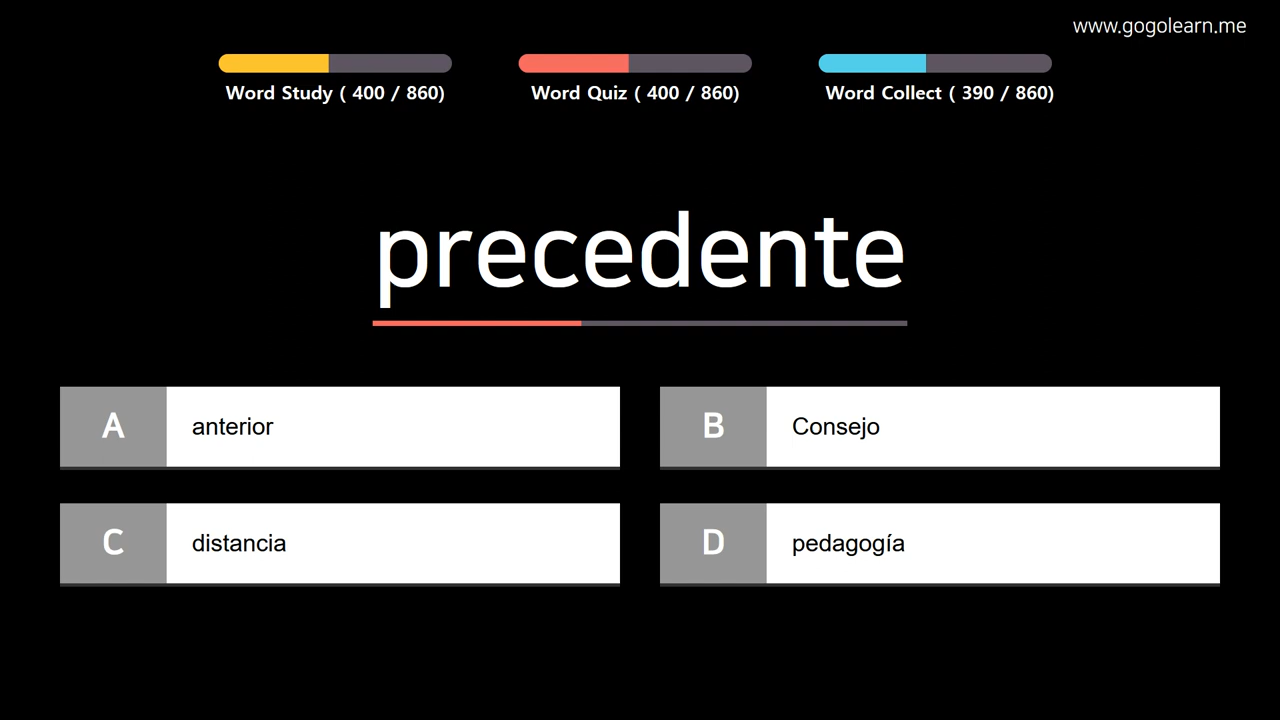 www.gogolearn.me
Word Study ( 400 / 860)
Word Quiz ( 400 / 860)
Word Collect ( 390 / 860)
precedente
A anterior
B Consejo
C distancia
D pedagogía